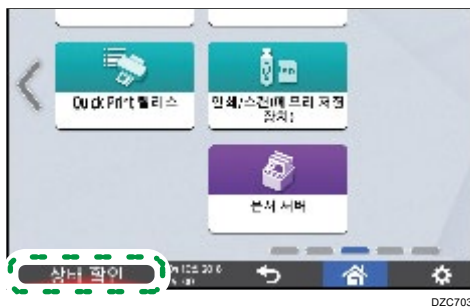 Quick Print 릴리스
인쇄/스캔(메모리 저장
장치)
문서 서버
상태 확인
DZC703